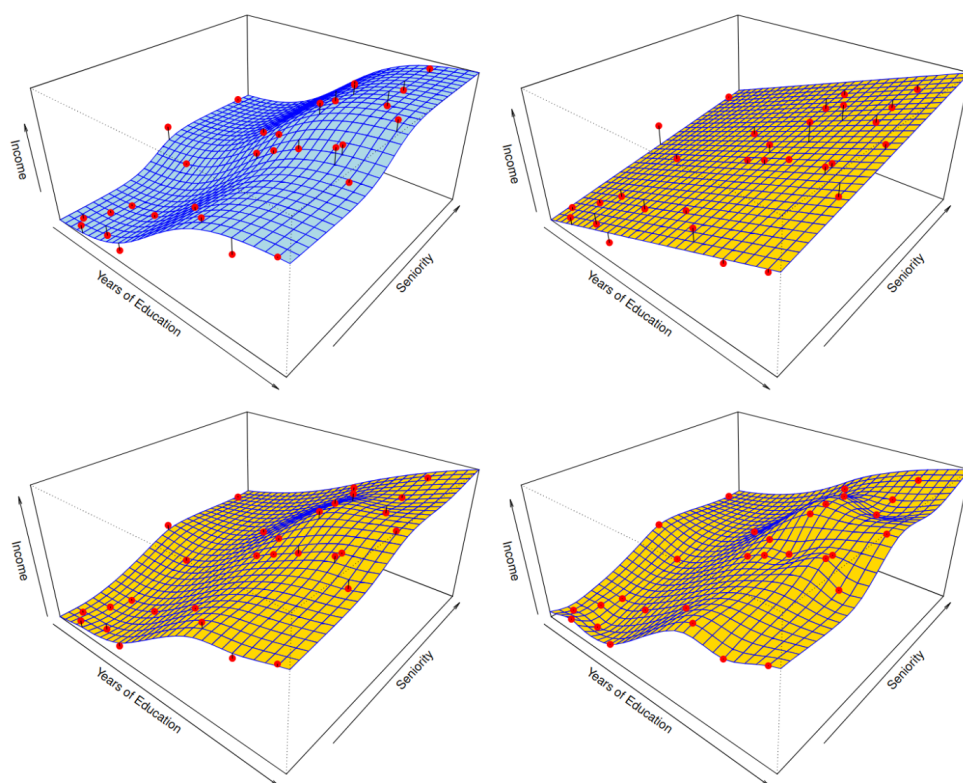 Income
Years of Education
Seniority
Income
Years of Education
Seniority
Income
Years of Education
Seniority
Income
Years of Education
Seniority